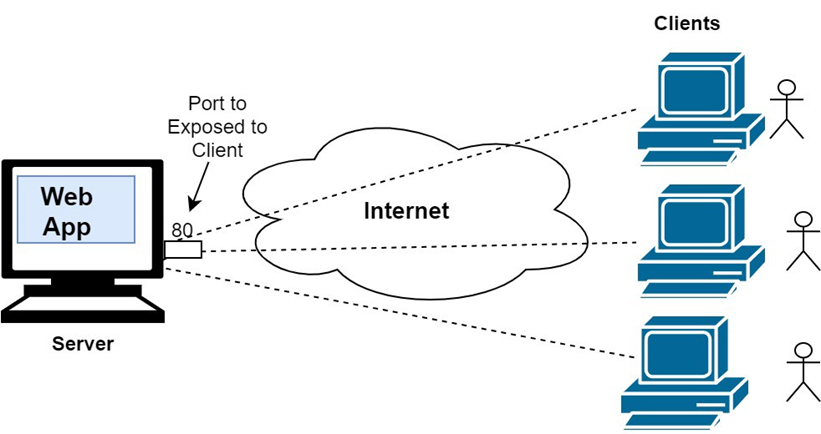 Clients
Port to
Exposed to
Client
Web
App
80
Internet
Server